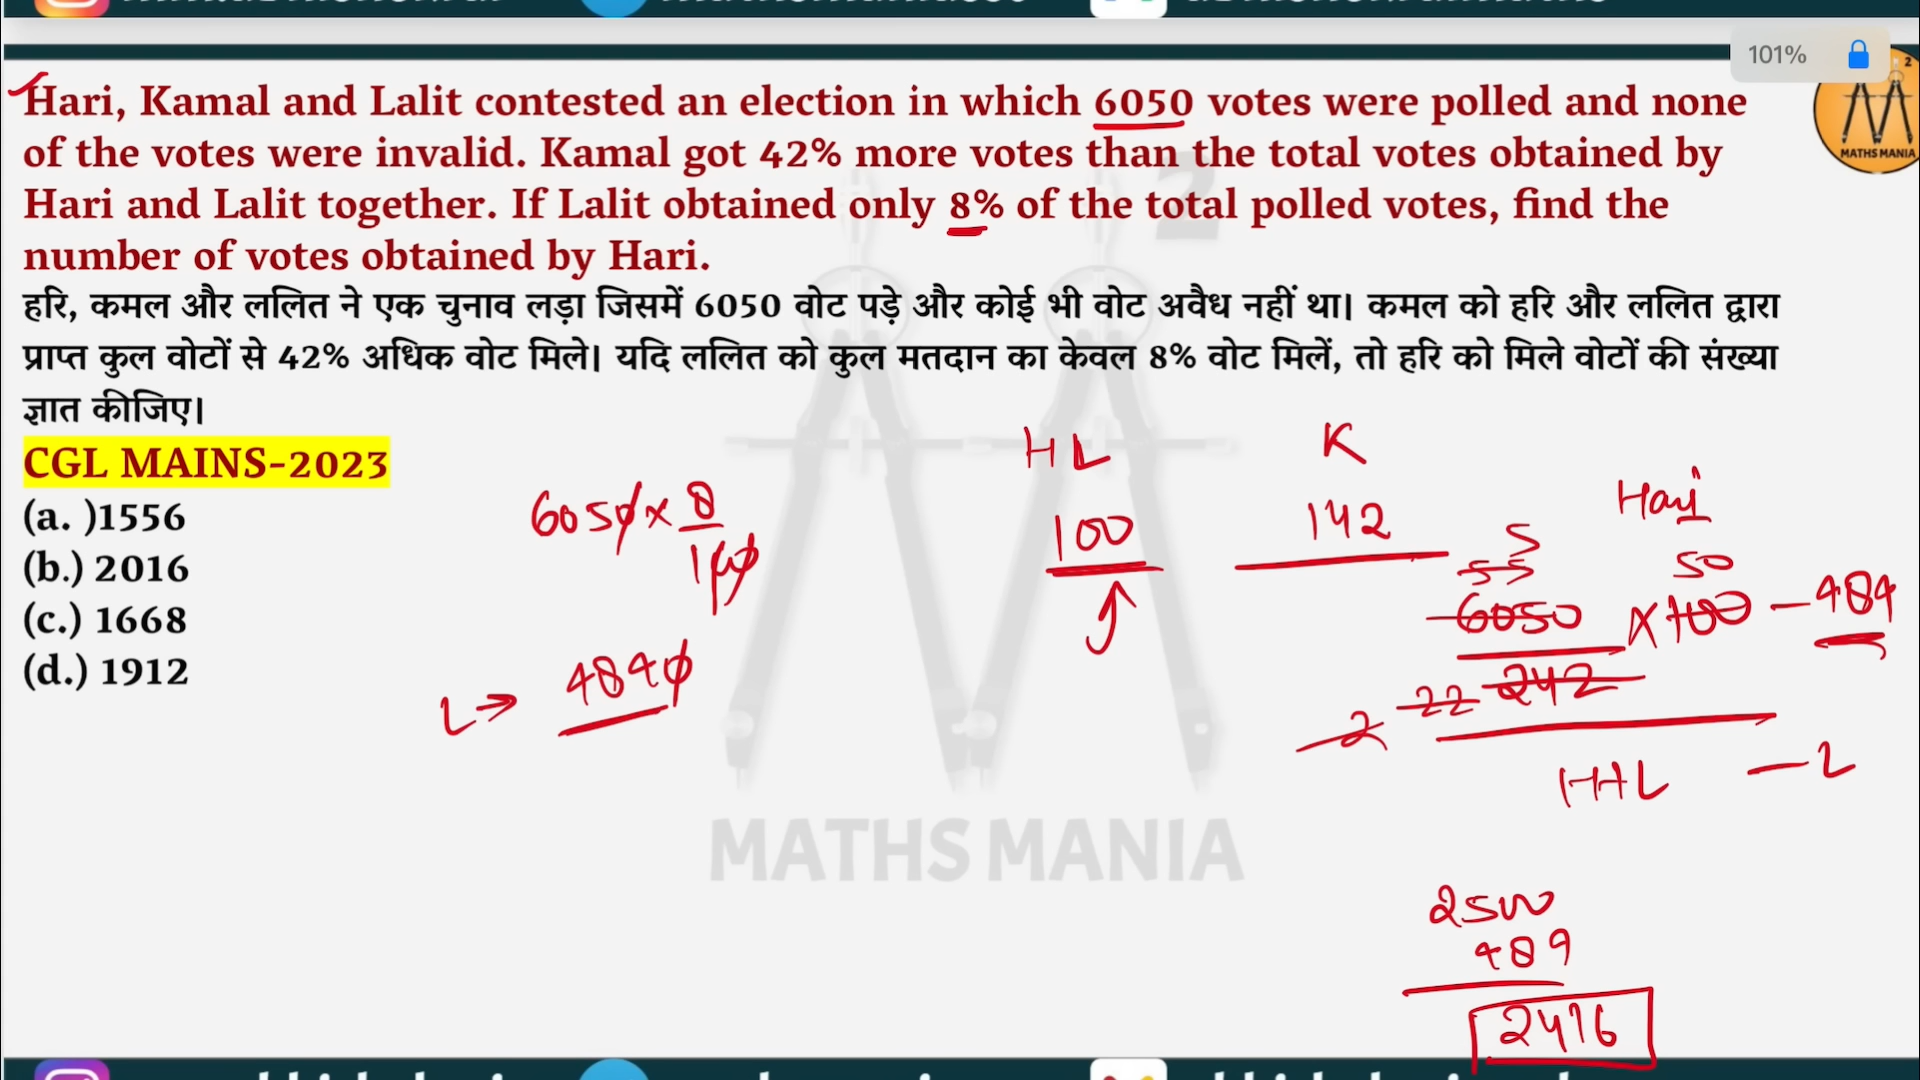 101%
Hari, Kamal and Lalit contested an election in which 6050 votes were polled and none
of the votes were invalid. Kamal got 42% more votes than the total votes obtained by
Hari and Lalit together. If Lalit obtained only 8% of the total polled votes, find the
number of votes obtained by Hari.
MATHS MANIA
हरि, कमल और ललित ने एक चुनाव लड़ा जिसमें 6050 वोट पड़े और कोई भी वोट अवैध नहीं था| कमल को हरि और ललित द्वारा
प्राप्त कुल वोटों से 42% अधिक वोट मिले| यदि ललित को कुल मतदान का केवल 8% वोट मिलें, तो हरि को मिले वोटों की संख्या
ज्ञात कीजिए|
CGL MAINS-2023
(a. )1556
(b.) 2016
(c.) 1668
(d.) 1912
6050 × 8
100
L → 4840
H L
100
K
142
Hari
5
55
50
6050 × 100 - 484
242
22
2
H+L - L
MATHS MANIA
2500
484
2416